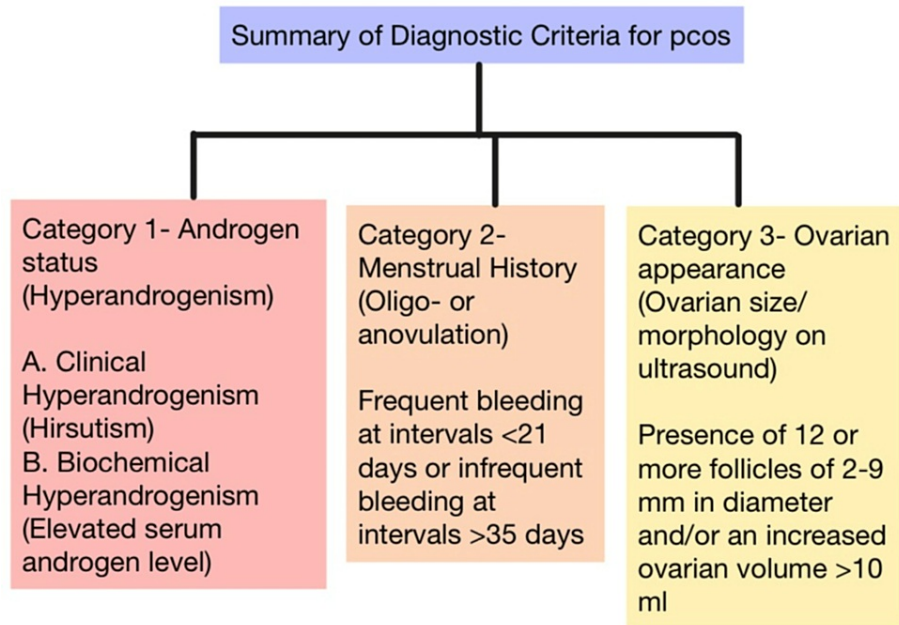 Summary of Diagnostic Criteria for pcos
Category 1- Androgen
status
(Hyperandrogenism)
A. Clinical
Hyperandrogenism
(Hirsutism)
B. Biochemical
Hyperandrogenism
(Elevated serum
androgen level)
Category 2-
Menstrual History
(Oligo- or
anovulation)
Frequent bleeding
at intervals <21
days or infrequent
bleeding at
intervals >35 days
Category 3- Ovarian
appearance
(Ovarian size/
morphology on
ultrasound)
Presence of 12 or
more follicles of 2-9
mm in diameter
and/or an increased
ovarian volume >10
ml